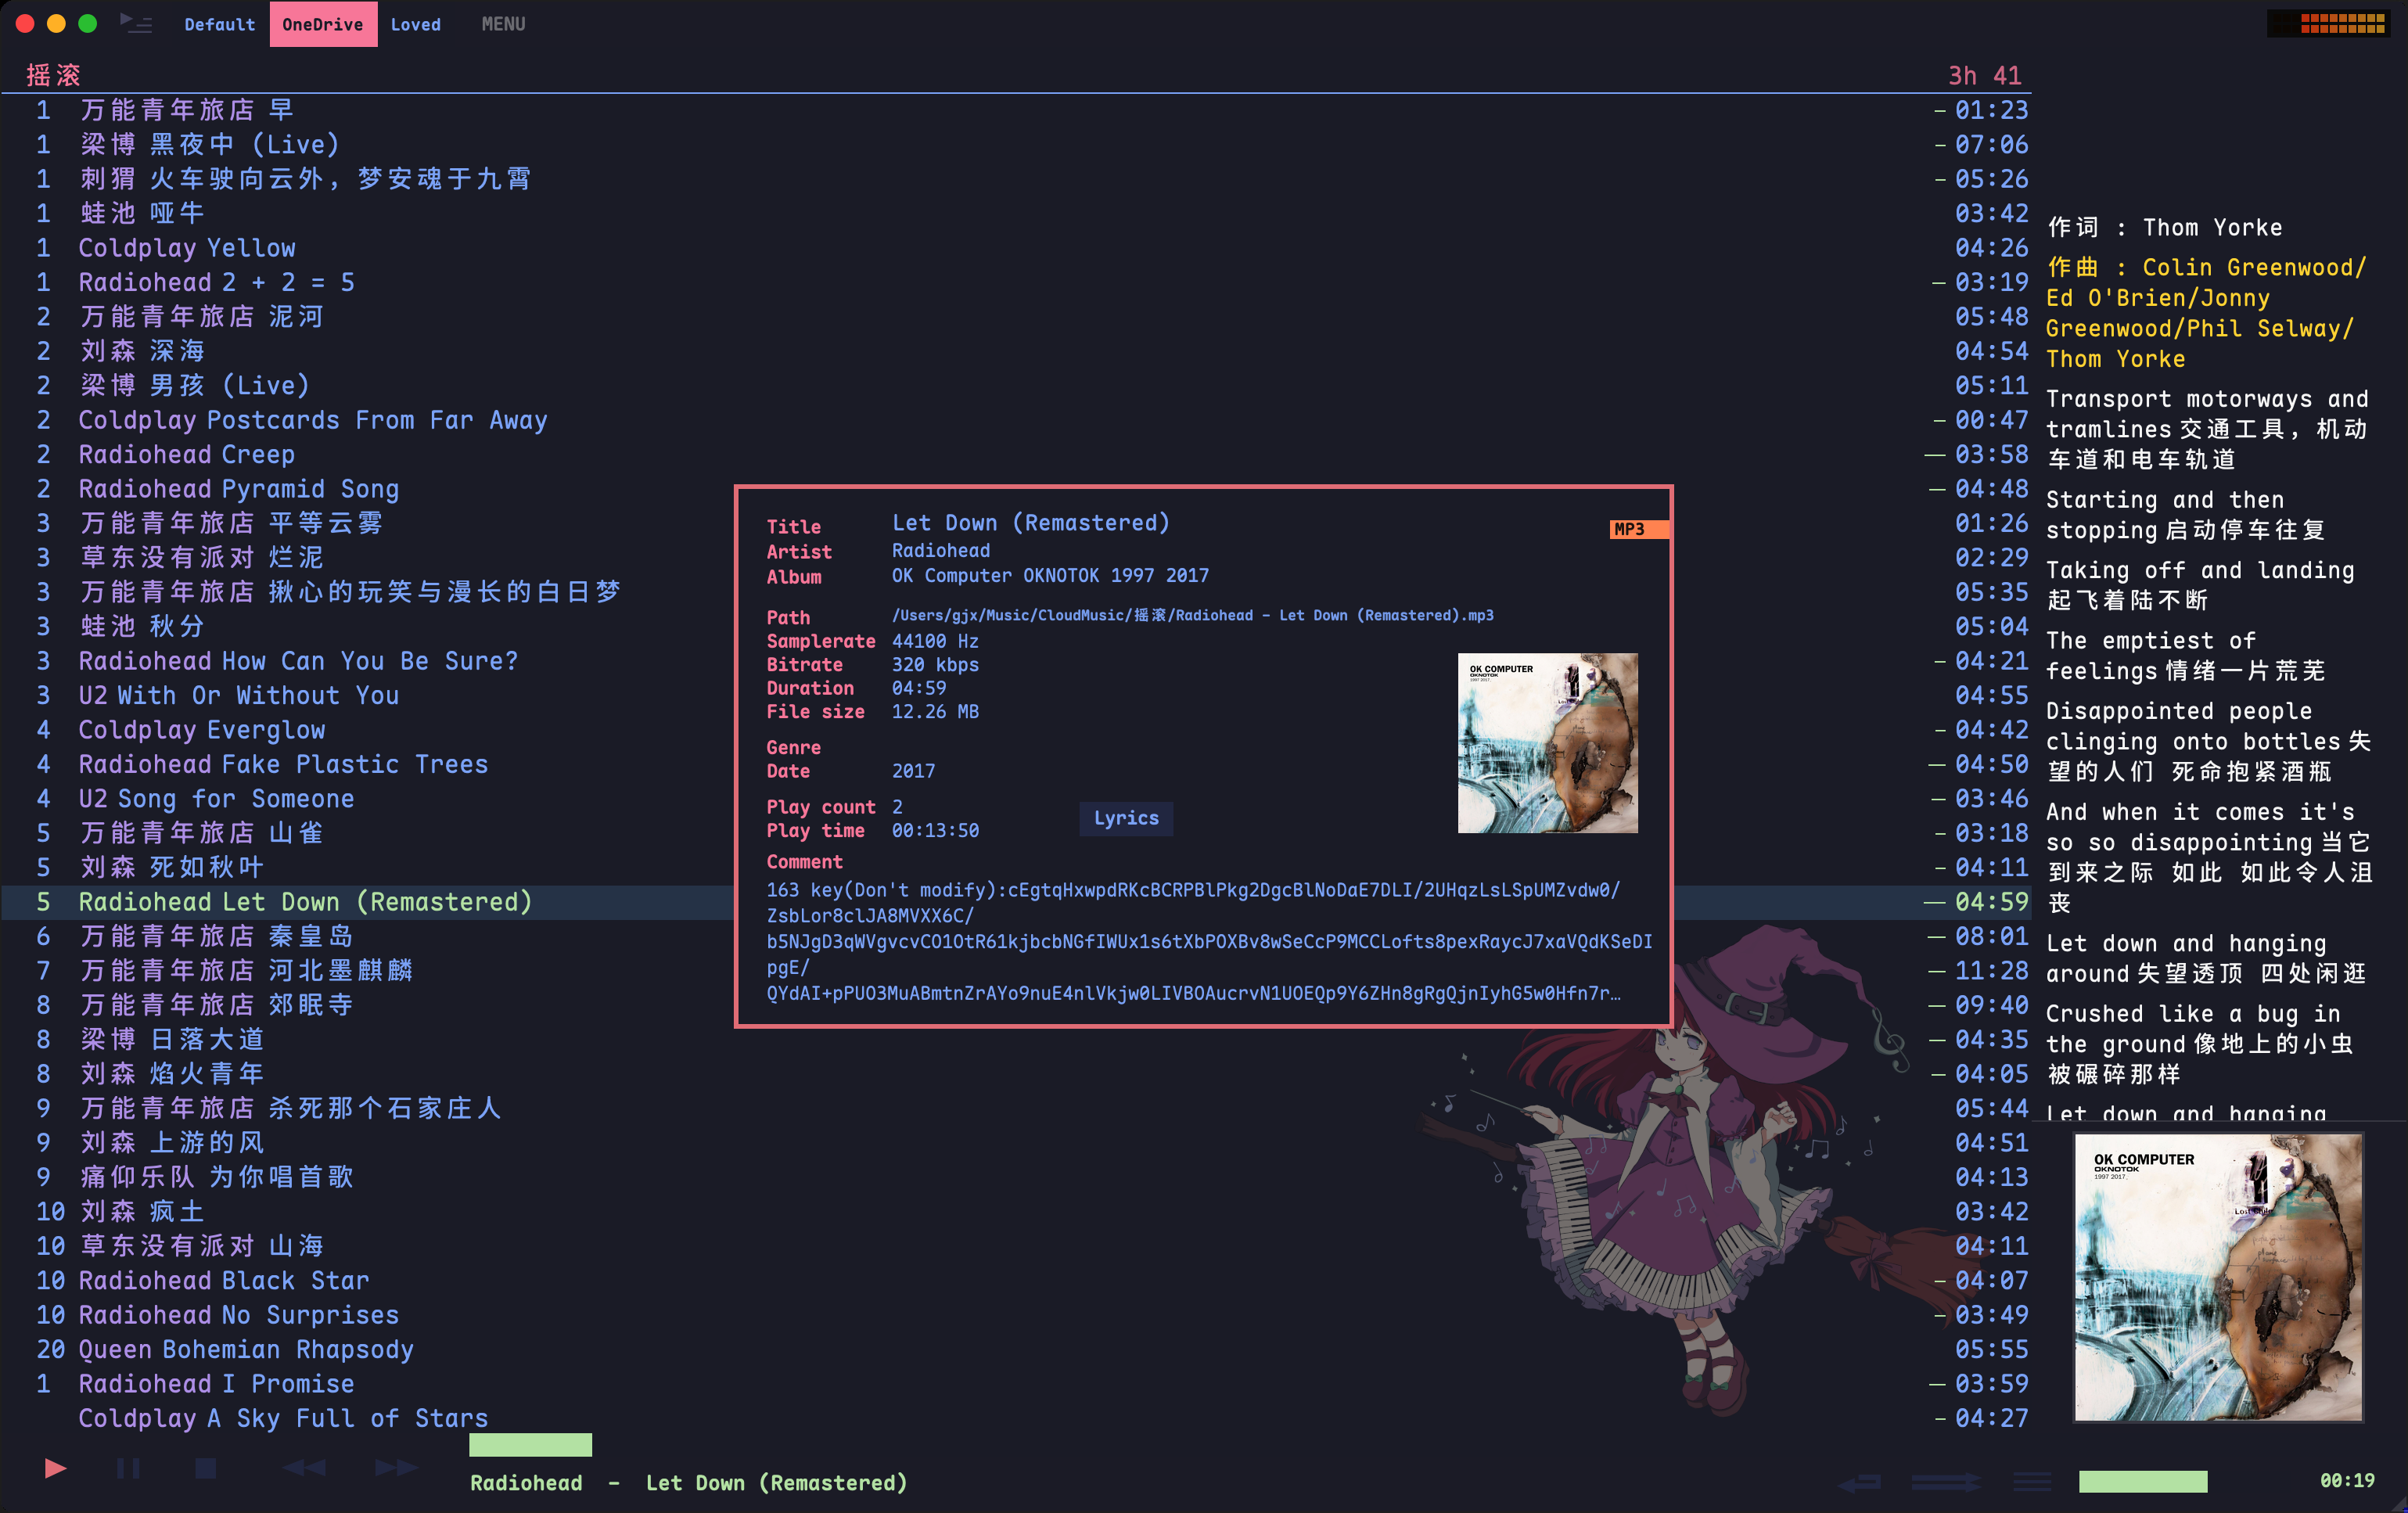 Default OneDrive Loved MENU
摇滚 3h 41
1 万能青年旅店 早 01:23
1 梁博 黑夜中 (Live) 07:06
1 刺猬 火车驶向云外, 梦安魂于九霄 05:26
1 蛙池 哑牛 03:42
1 Coldplay Yellow 04:26
1 Radiohead 2 + 2 = 5 03:19
2 万能青年旅店 泥河 05:48
2 刘森 深海 04:54
2 梁博 男孩 (Live) 05:11
2 Coldplay Postcards From Far Away 00:47
2 Radiohead Creep 03:58
2 Radiohead Pyramid Song 04:48
3 万能青年旅店 平等云雾 01:26
3 草东没有派对 烂泥 02:29
3 万能青年旅店 揪心的玩笑与漫长的白日梦 05:35
3 蛙池 秋分 05:04
3 Radiohead How Can You Be Sure? 04:21
3 U2 With Or Without You 04:55
4 Coldplay Everglow 04:42
4 Radiohead Fake Plastic Trees 04:50
4 U2 Song for Someone 03:46
5 万能青年旅店 山雀 03:18
5 刘森 死如秋叶 04:11
5 Radiohead Let Down (Remastered) 04:59
6 万能青年旅店 秦皇岛 08:01
7 万能青年旅店 河北墨麒麟 11:28
8 万能青年旅店 郊眠寺 09:40
8 梁博 日落大道 04:35
8 刘森 焰火青年 04:05
9 万能青年旅店 杀死那个石家庄人 05:44
9 刘森 上游的风 04:51
9 痛仰乐队 为你唱首歌 04:13
10 刘森 疯土 03:42
10 草东没有派对 山海 04:11
10 Radiohead Black Star 04:07
10 Radiohead No Surprises 03:49
20 Queen Bohemian Rhapsody 05:55
1 Radiohead I Promise 03:59
Coldplay A Sky Full of Stars 04:27
Title Let Down (Remastered) MP3
Artist Radiohead
Album OK Computer OKNOTOK 1997 2017
Path /Users/gjx/Music/CloudMusic/摇滚/Radiohead - Let Down (Remastered).mp3
Samplerate 44100 Hz
Bitrate 320 kbps
Duration 04:59
File size 12.26 MB
Genre
Date 2017
Play count 2
Play time 00:13:50
Lyrics
Comment
163 key(Don't modify):cEgtqHxwpdRKcBCRPBlPkg2DgcBlNoDaE7DLI/2UHqzLsLSpUMZvdw0/
ZsbLor8clJA8MVXX6C/
b5NJgD3qWVgvcvCO1OtR61kjbcbNGfIWUx1s6tXbPOXBv8wSeCcP9MCCLofts8pexRaycJ7xaVQdKSeDI
pgE/
QYdAI+pPUO3MuABmtnZrAYo9nuE4nlVkjw0LIVBOAucrvN1UOEQp9Y6ZHn8gRgQjnIyhG5w0Hfn7r…
OK COMPUTER
OKNOTOK
1997 2017
作词 : Thom Yorke
作曲 : Colin Greenwood/
Ed O'Brien/Jonny
Greenwood/Phil Selway/
Thom Yorke
Transport motorways and
tramlines 交通工具, 机动
车道和电车轨道
Starting and then
stopping 启动停车往复
Taking off and landing
起飞着陆不断
The emptiest of
feelings 情绪一片荒芜
Disappointed people
clinging onto bottles 失
望的人们 死命抱紧酒瓶
And when it comes it's
so so disappointing 当它
到来之际 如此 如此令人沮
丧
Let down and hanging
around 失望透顶 四处闲逛
Crushed like a bug in
the ground 像地上的小虫
被碾碎那样
Let down and hanging
OK COMPUTER
OKNOTOK
1997 2017
Radiohead - Let Down (Remastered)
00:19